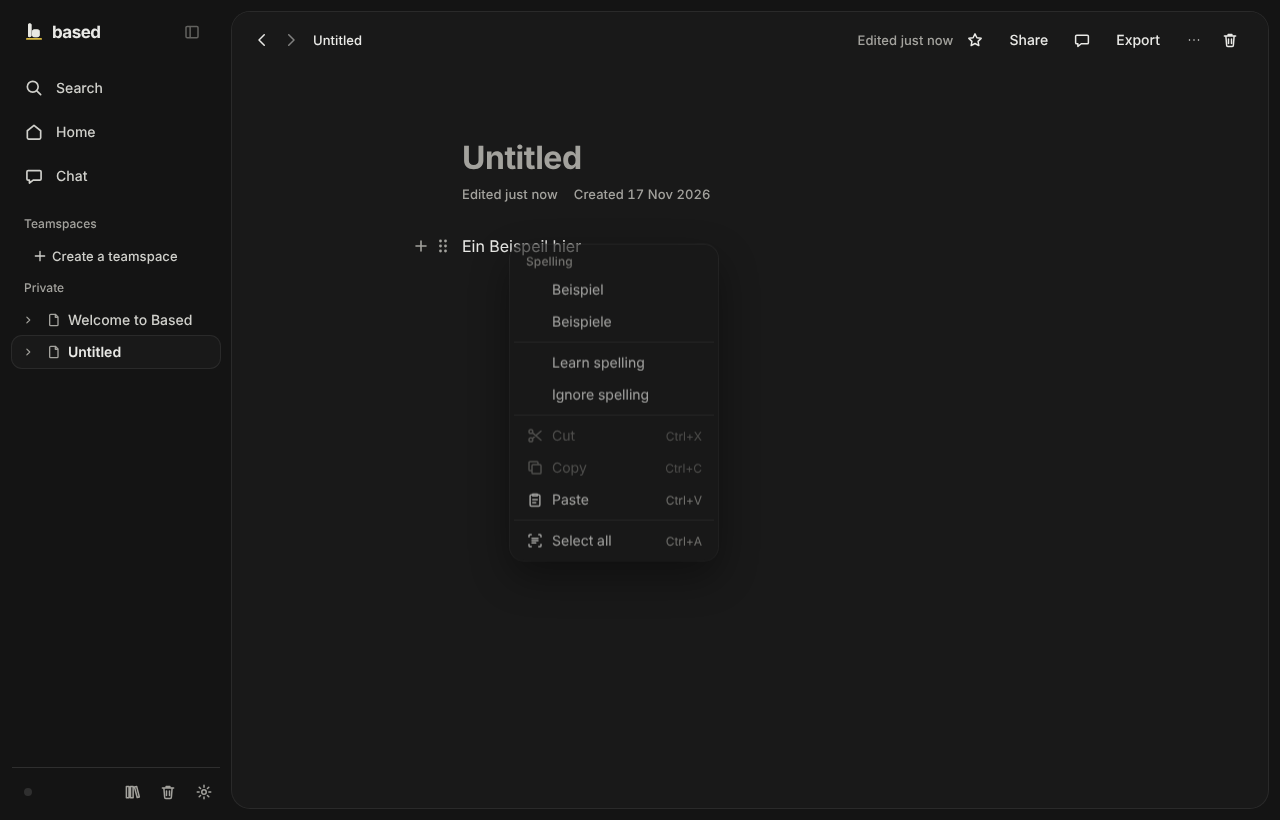 based
Search
Home
Chat
Teamspaces
Create a teamspace
Private
Welcome to Based
Untitled
Untitled
Edited just now
Share
Export
Untitled
Edited just now Created 17 Nov 2026
Ein Beispeil hier
Spelling
Beispiel
Beispiele
Learn spelling
Ignore spelling
Cut Ctrl+X
Copy Ctrl+C
Paste Ctrl+V
Select all Ctrl+A